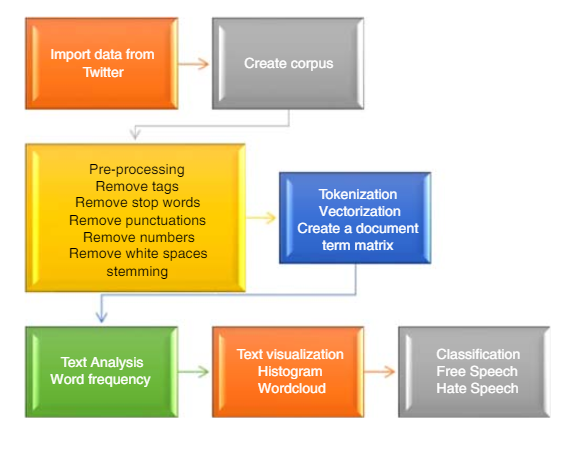 Import data from
Twitter
Create corpus
Pre-processing
Remove tags
Remove stop words
Remove punctuations
Remove numbers
Remove white spaces
stemming
Tokenization
Vectorization
Create a document
term matrix
Text Analysis
Word frequency
Text visualization
Histogram
Wordcloud
Classification
Free Speech
Hate Speech